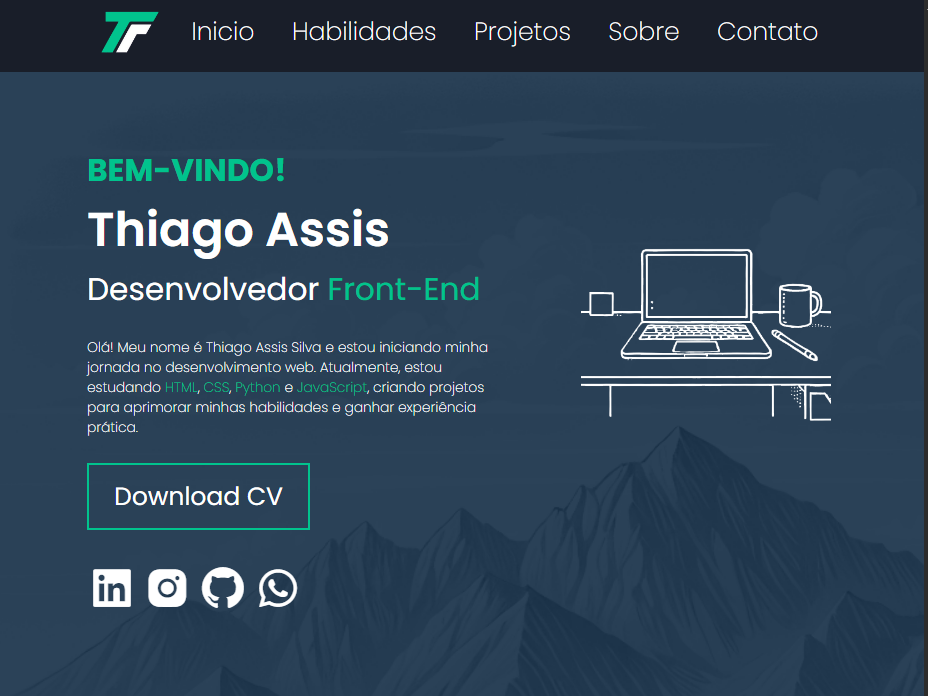 Inicio Habilidades Projetos Sobre Contato
BEM-VINDO!
Thiago Assis
Desenvolvedor Front-End
Olá! Meu nome é Thiago Assis Silva e estou iniciando minha
jornada no desenvolvimento web. Atualmente, estou
estudando HTML, CSS, Python e JavaScript, criando projetos
para aprimorar minhas habilidades e ganhar experiência
prática.
Download CV
in